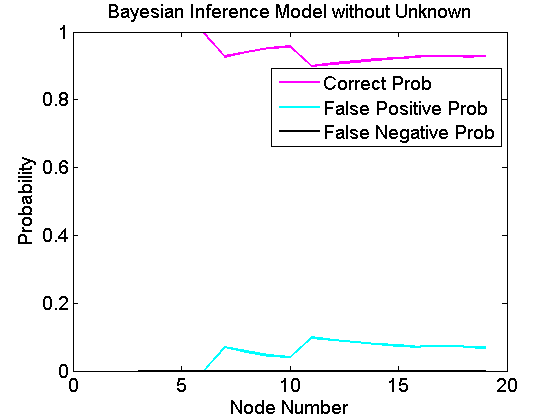 Bayesian Inference Model without Unknown
1
0.8
0.6
0.4
0.2
0
Probability
Correct Prob
False Positive Prob
False Negative Prob
0 5 10 15 20
Node Number